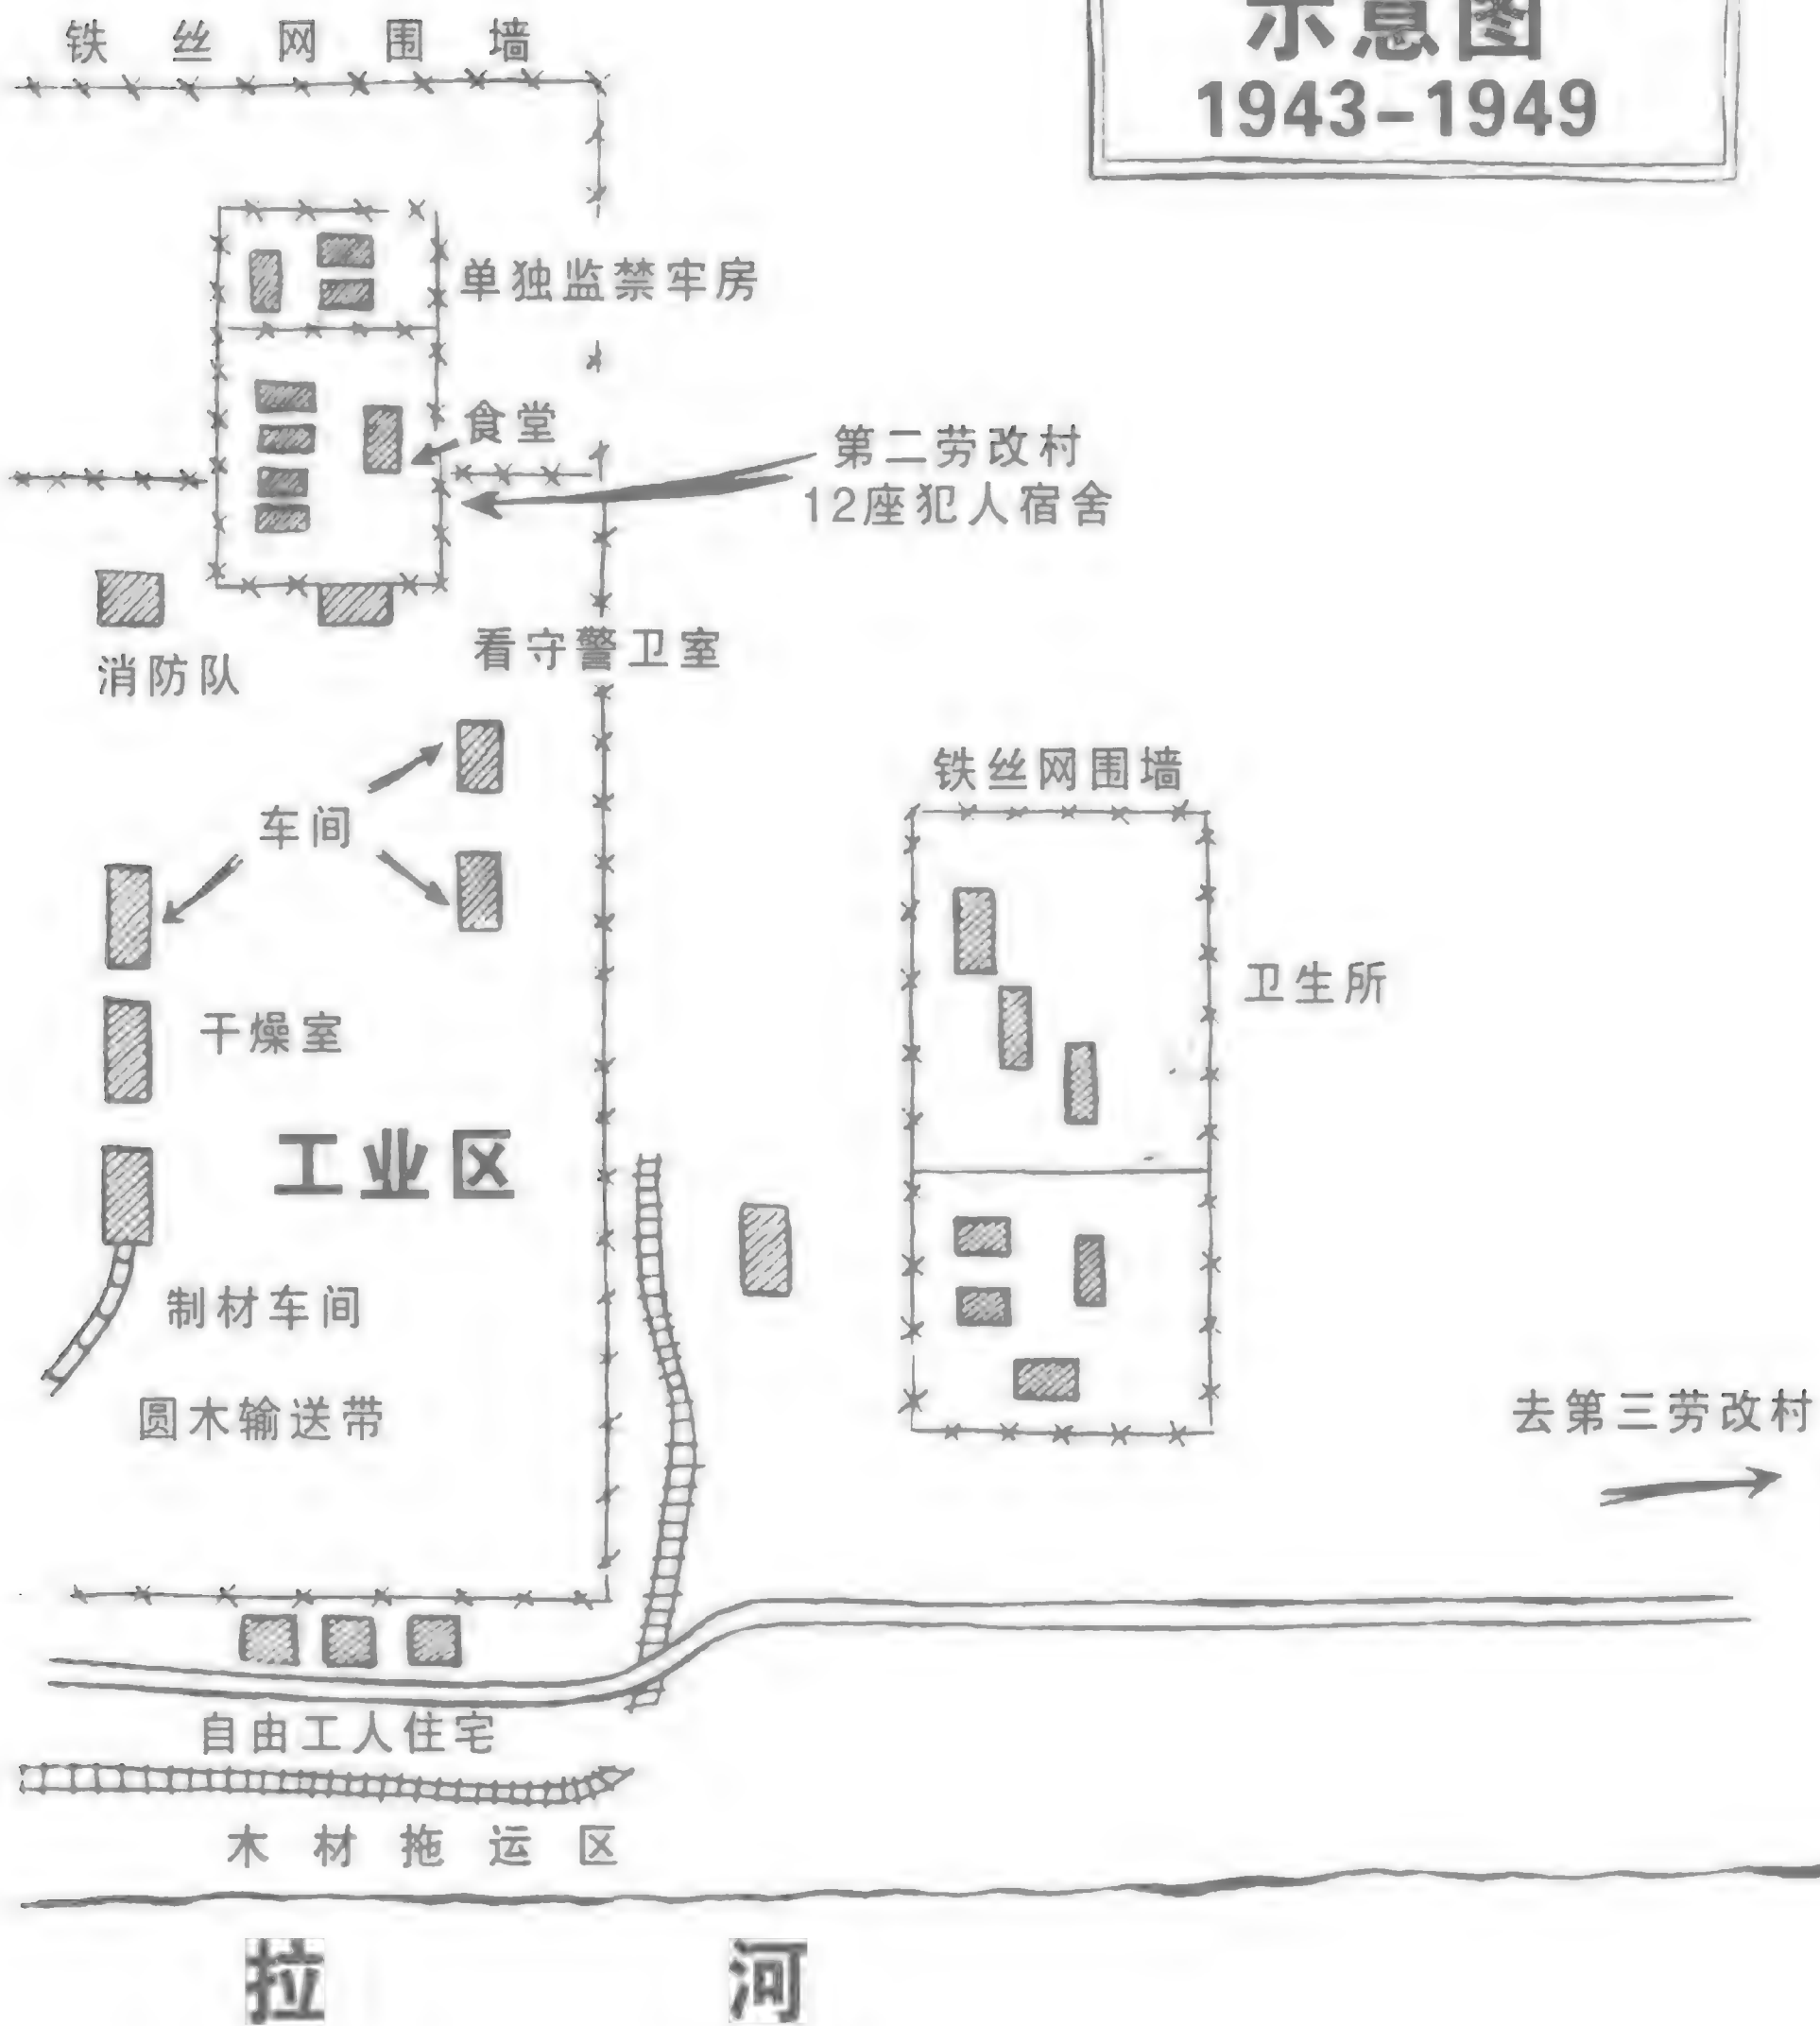 示意图
1943-1949
铁丝网围墙
单独监禁牢房
食堂
第二劳改村
12座犯人宿舍
看守警卫室
消防队
铁丝网围墙
车间
卫生所
干燥室
工业区
制材车间
圆木输送带
去第三劳改村
自由工人住宅
木材拖运区
拉河